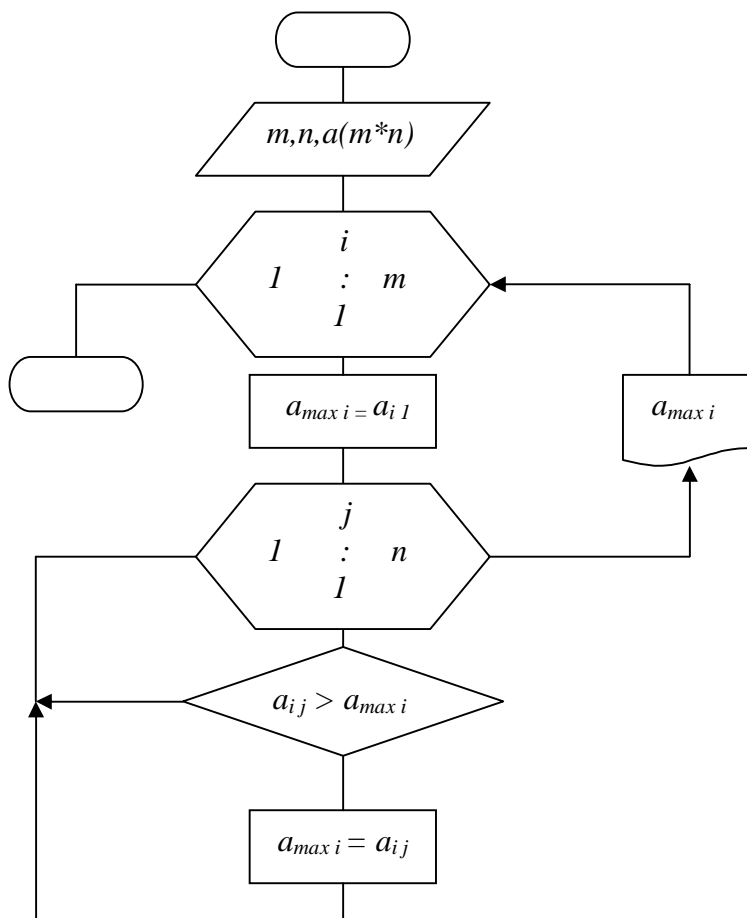 m,n,a(m*n)
i
1 : m
1
a max i = a i 1
a max i
j
1 : n
1
a i j > a max i
a max i = a i j